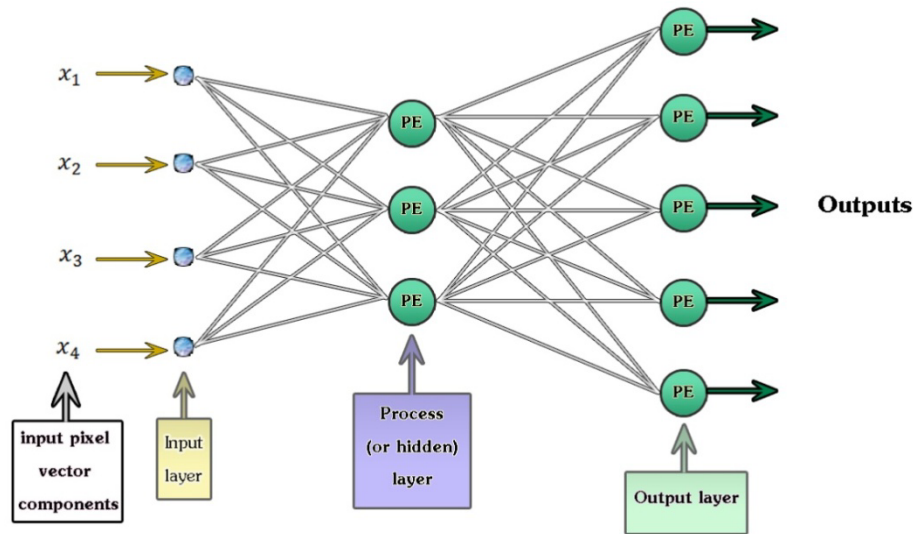 PE
x₁
PE
PE
x₂
PE
PE
Outputs
x₃
PE
PE
x₄
PE
input pixel
vector
components
Input
layer
Process
(or hidden)
layer
Output layer